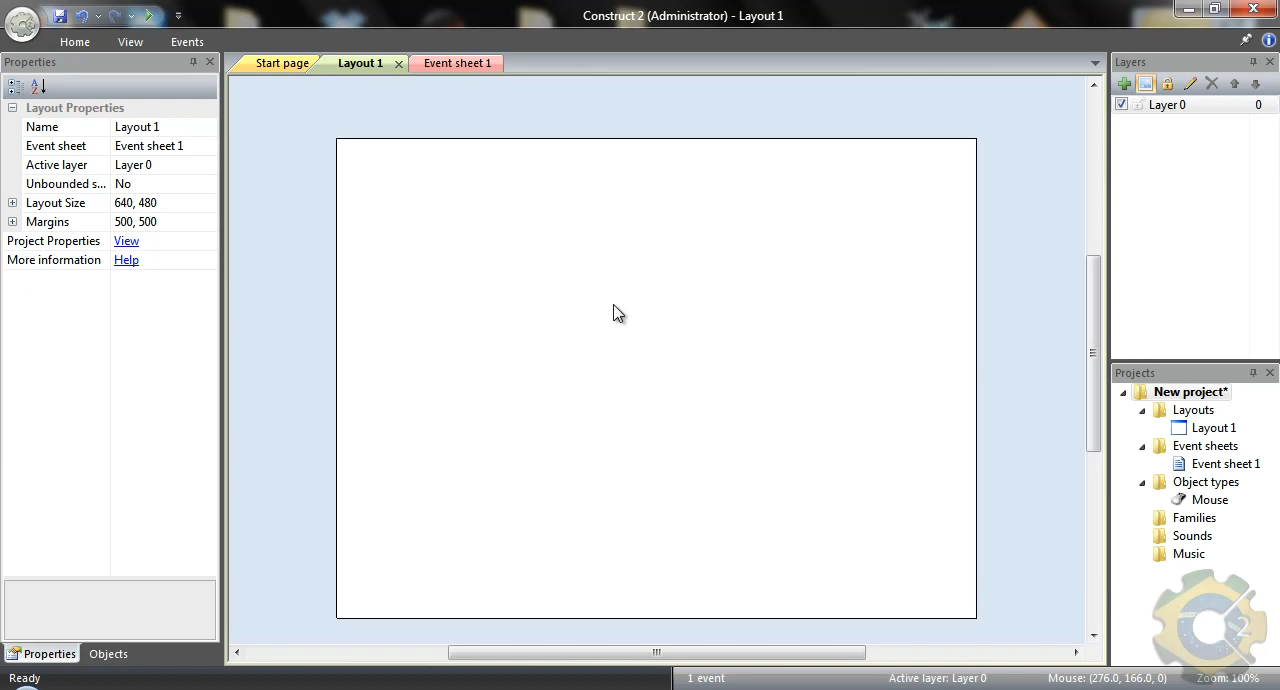 Construct 2 (Administrator) - Layout 1
Home View Events
Properties
Start page Layout 1 Event sheet 1
Layers
Layout Properties
Name Layout 1
Event sheet Event sheet 1
Active layer Layer 0
Unbounded s... No
Layout Size 640, 480
Margins 500, 500
Project Properties View
More information Help
Layer 0 0
Projects
New project*
Layouts
Layout 1
Event sheets
Event sheet 1
Object types
Mouse
Families
Sounds
Music
2
Properties Objects
Ready 1 event Active layer: Layer 0 Mouse: (276.0, 166.0, 0) Zoom: 100%